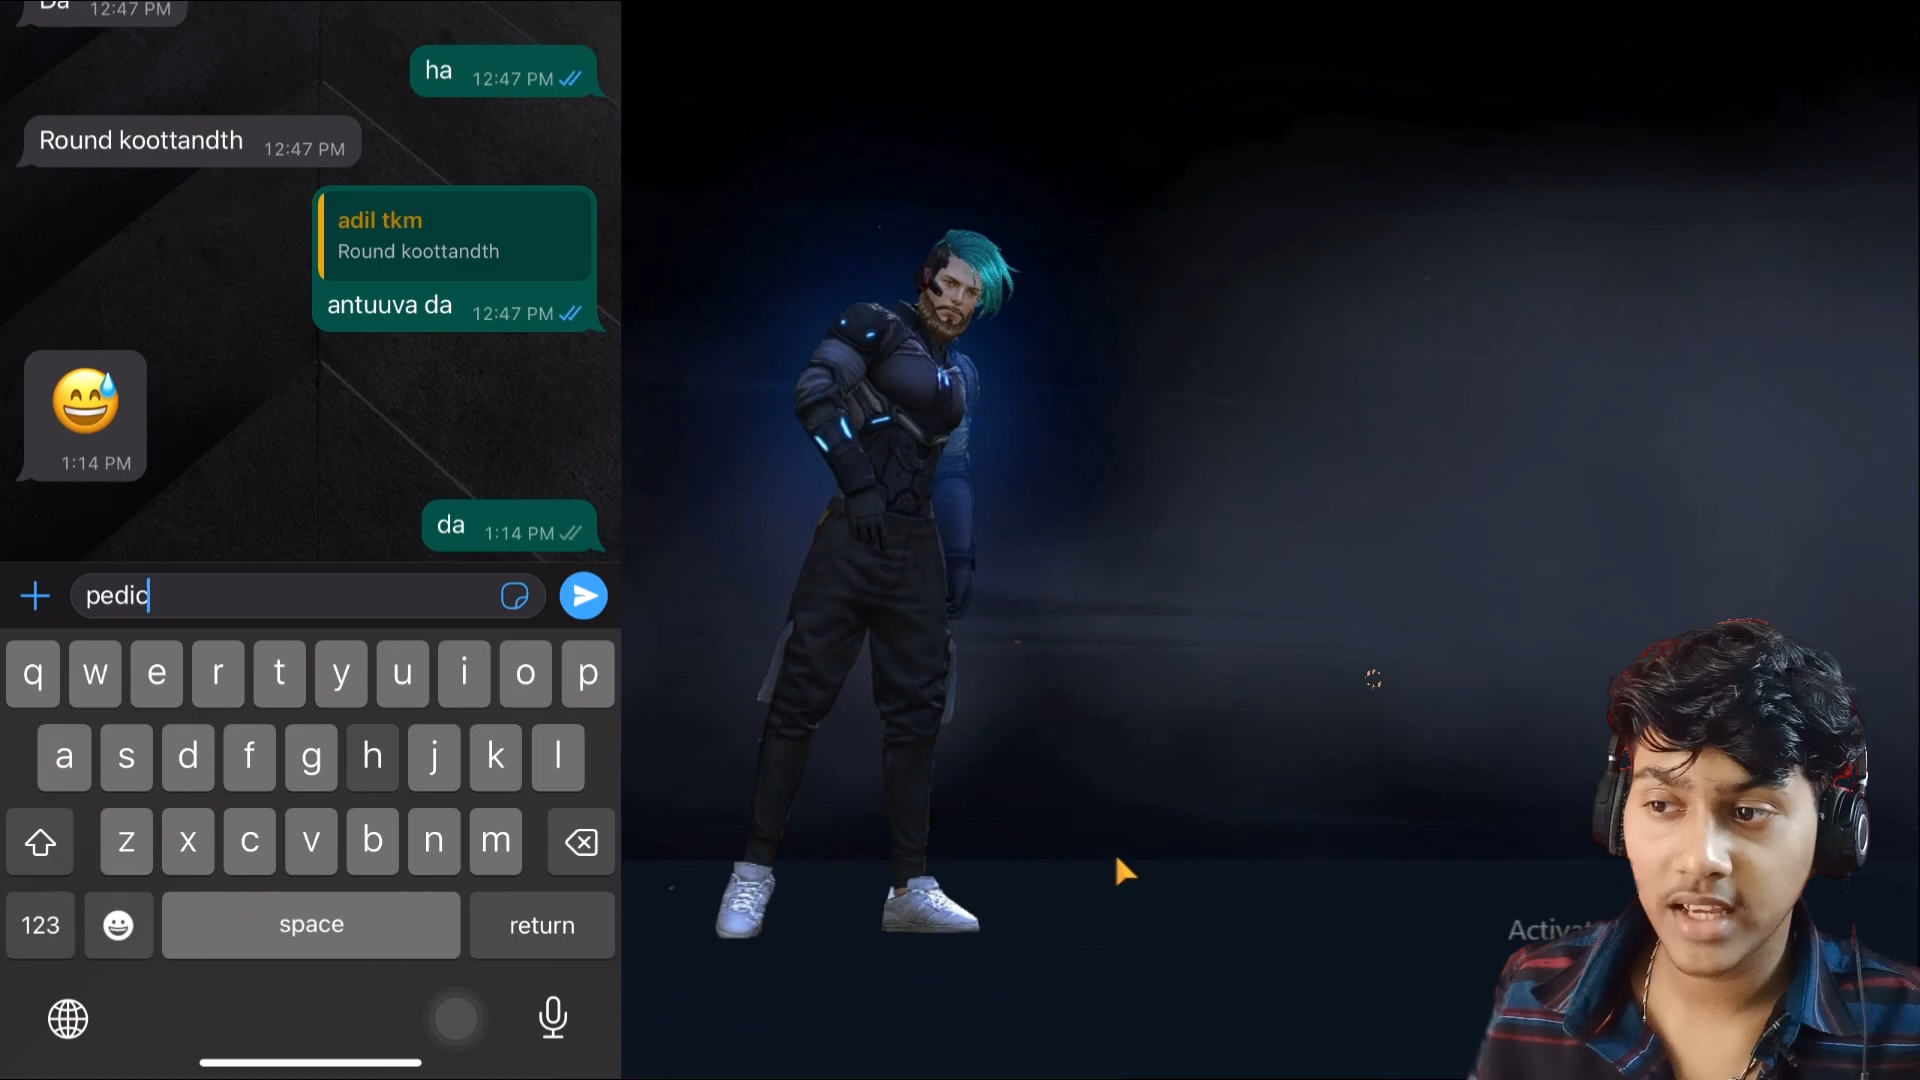 Da 12:47 PM
ha 12:47 PM
Round koottandth 12:47 PM
adil tkm
Round koottandth
antuuva da 12:47 PM
1:14 PM
da 1:14 PM
pedic
q w e r t y u i o p
a s d f g h j k l
z x c v b n m
123 space return